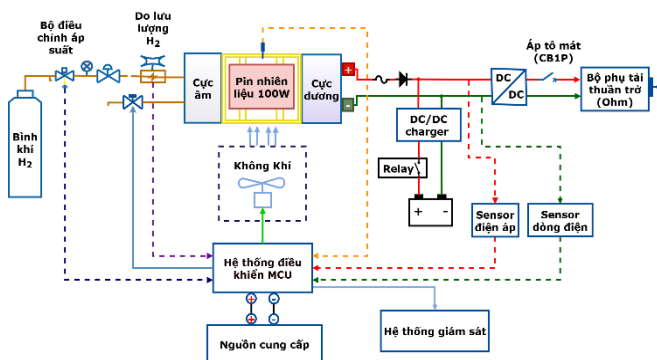 Bộ điều
chỉnh áp
suất
Do lưu
lượng
H2
Bình
khí
H2
Cực
âm
Pin nhiên
liệu 100W
Cực
dương
+
-
DC
DC
Áp tô mát
(CB1P)
Bộ phụ tải
thuần trở
(Ohm)
DC/DC
charger
Relay
+ -
Không Khí
Sensor
điện áp
Sensor
dòng điện
Hệ thống điều
khiển MCU
+ -
+ -
Nguồn cung cấp
Hệ thống giám sát